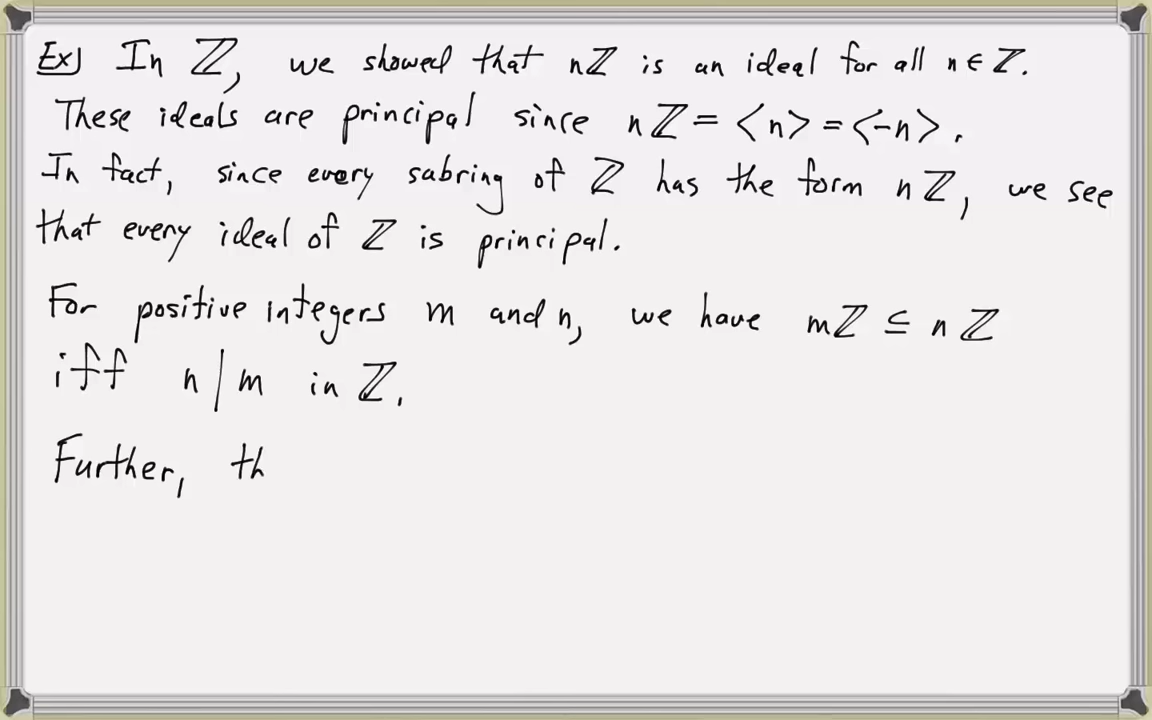 Ex) In ℤ, we showed that nℤ is an ideal for all n∈ℤ.
These ideals are principal since nℤ = <n> = <-n>.
In fact, since every subring of ℤ has the form nℤ, we see
that every ideal of ℤ is principal.
For positive integers m and n, we have mℤ ⊆ nℤ
iff n|m in ℤ.
Further, th